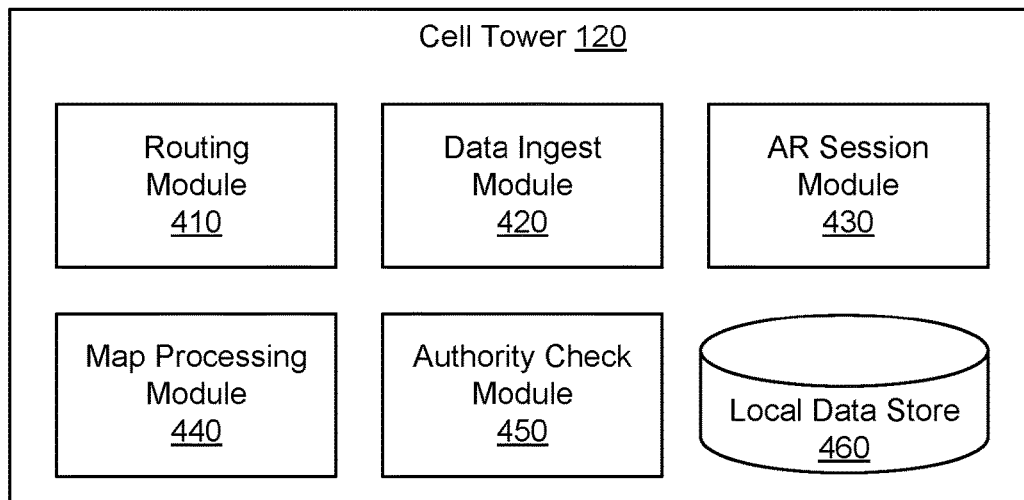 Cell Tower 120
Routing
Module
410
Data Ingest
Module
420
AR Session
Module
430
Map Processing
Module
440
Authority Check
Module
450
Local Data Store
460